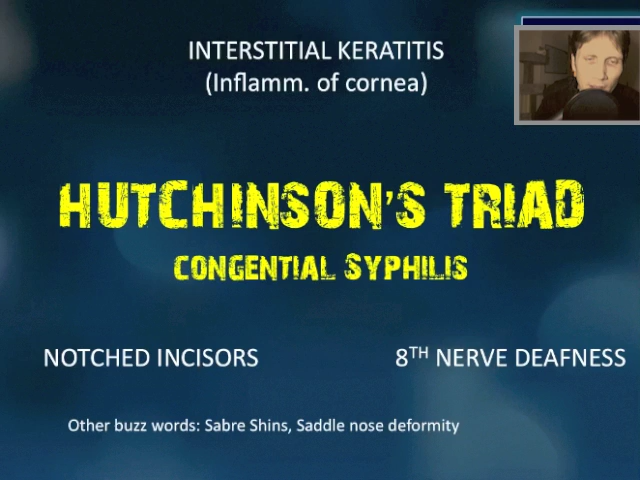 INTERSTITIAL KERATITIS
(Inflamm. of cornea)
HUTCHINSON'S TRIAD
CONGENTIAL SYPHILIS
NOTCHED INCISORS
8TH NERVE DEAFNESS
Other buzz words: Sabre Shins, Saddle nose deformity